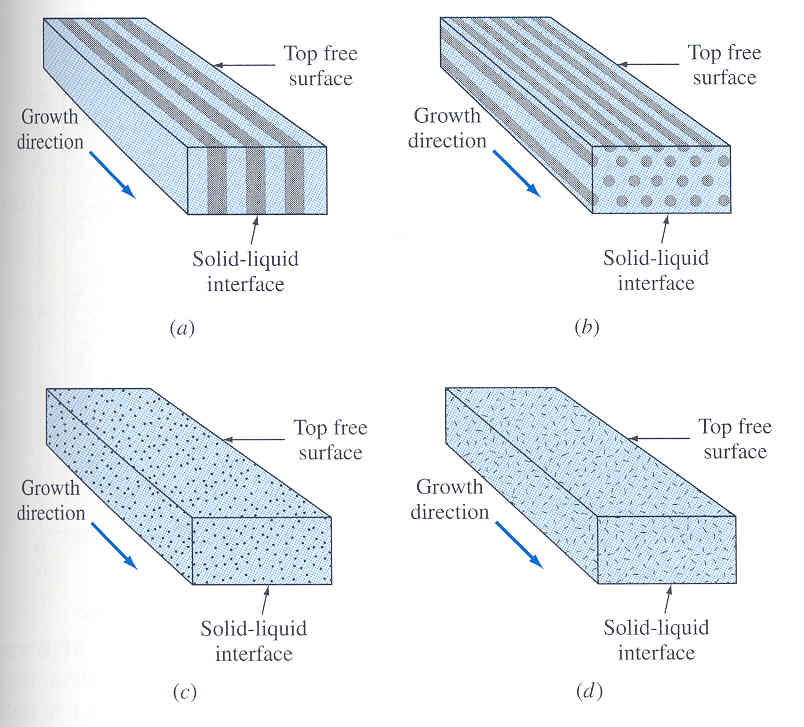 Top free
surface
Growth
direction
Solid-liquid
interface
(a)
Top free
surface
Growth
direction
Solid-liquid
interface
(b)
Top free
surface
Growth
direction
Solid-liquid
interface
(c)
Top free
surface
Growth
direction
Solid-liquid
interface
(d)